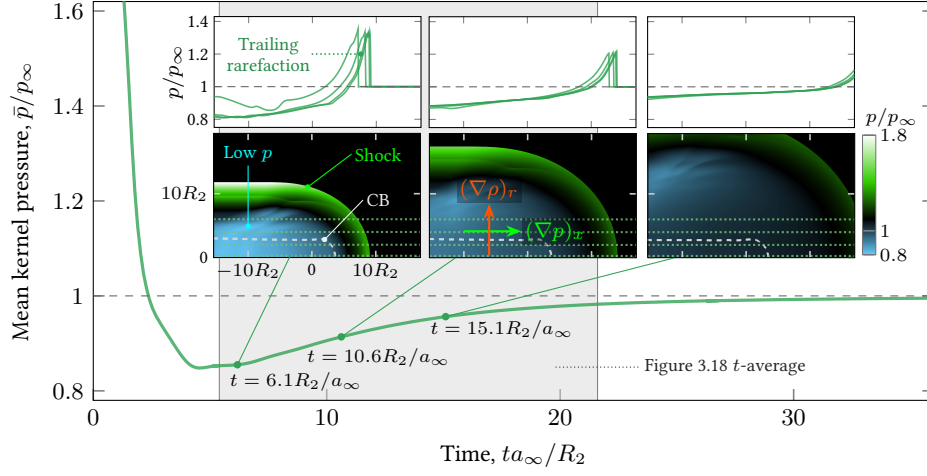 Mean kernel pressure, p̄/p∞
1.6
1.4
1.2
1
0.8
0
10
20
30
Time, ta∞/R₂
p/p∞
1.4
1.2
1
0.8
Trailing
rarefaction
10R₂
0
−10R₂
0
10R₂
Low p
Shock
CB
(∇ρ)r
(∇p)x
p/p∞
1.8
1
0.8
t = 6.1R₂/a∞
t = 10.6R₂/a∞
t = 15.1R₂/a∞
Figure 3.18 t-average